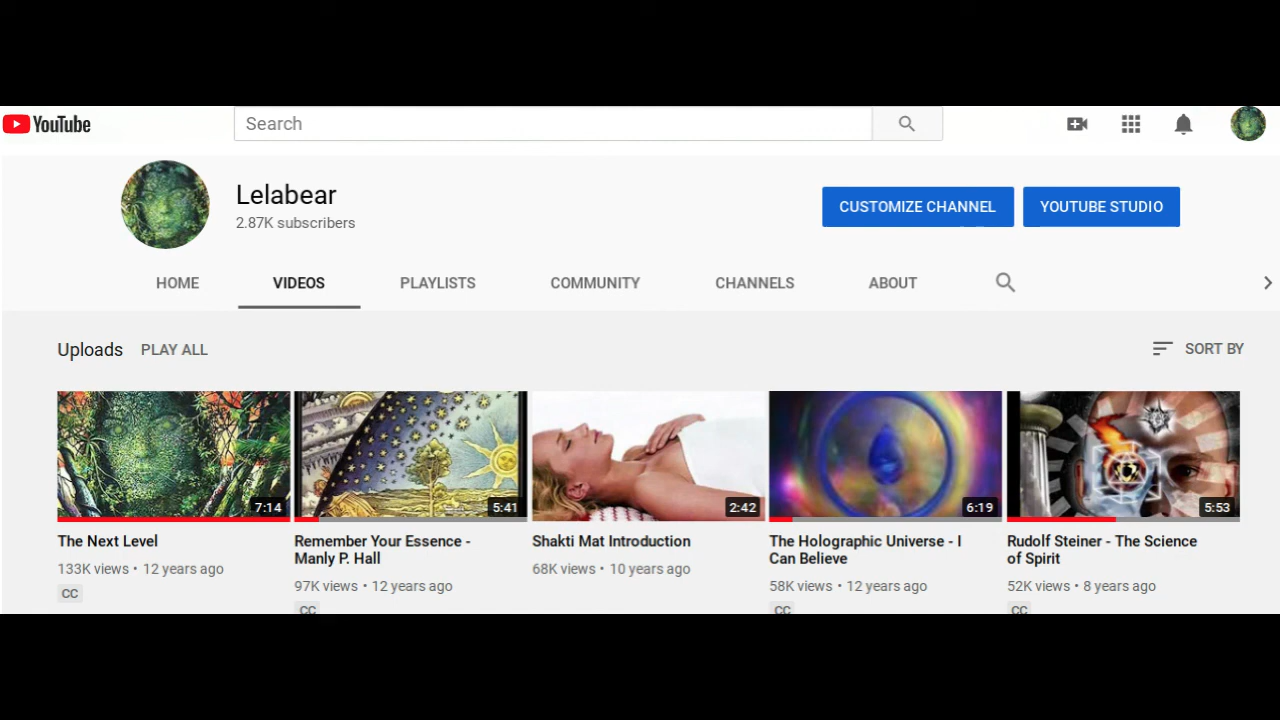 YouTube
Search
Lelabear
2.87K subscribers
CUSTOMIZE CHANNEL
YOUTUBE STUDIO
HOME
VIDEOS
PLAYLISTS
COMMUNITY
CHANNELS
ABOUT
Uploads
PLAY ALL
SORT BY
7:14
5:41
2:42
6:19
5:53
The Next Level
133K views • 12 years ago
CC
Remember Your Essence -
Manly P. Hall
97K views • 12 years ago
CC
Shakti Mat Introduction
68K views • 10 years ago
The Holographic Universe - I
Can Believe
58K views • 12 years ago
CC
Rudolf Steiner - The Science
of Spirit
52K views • 8 years ago
CC